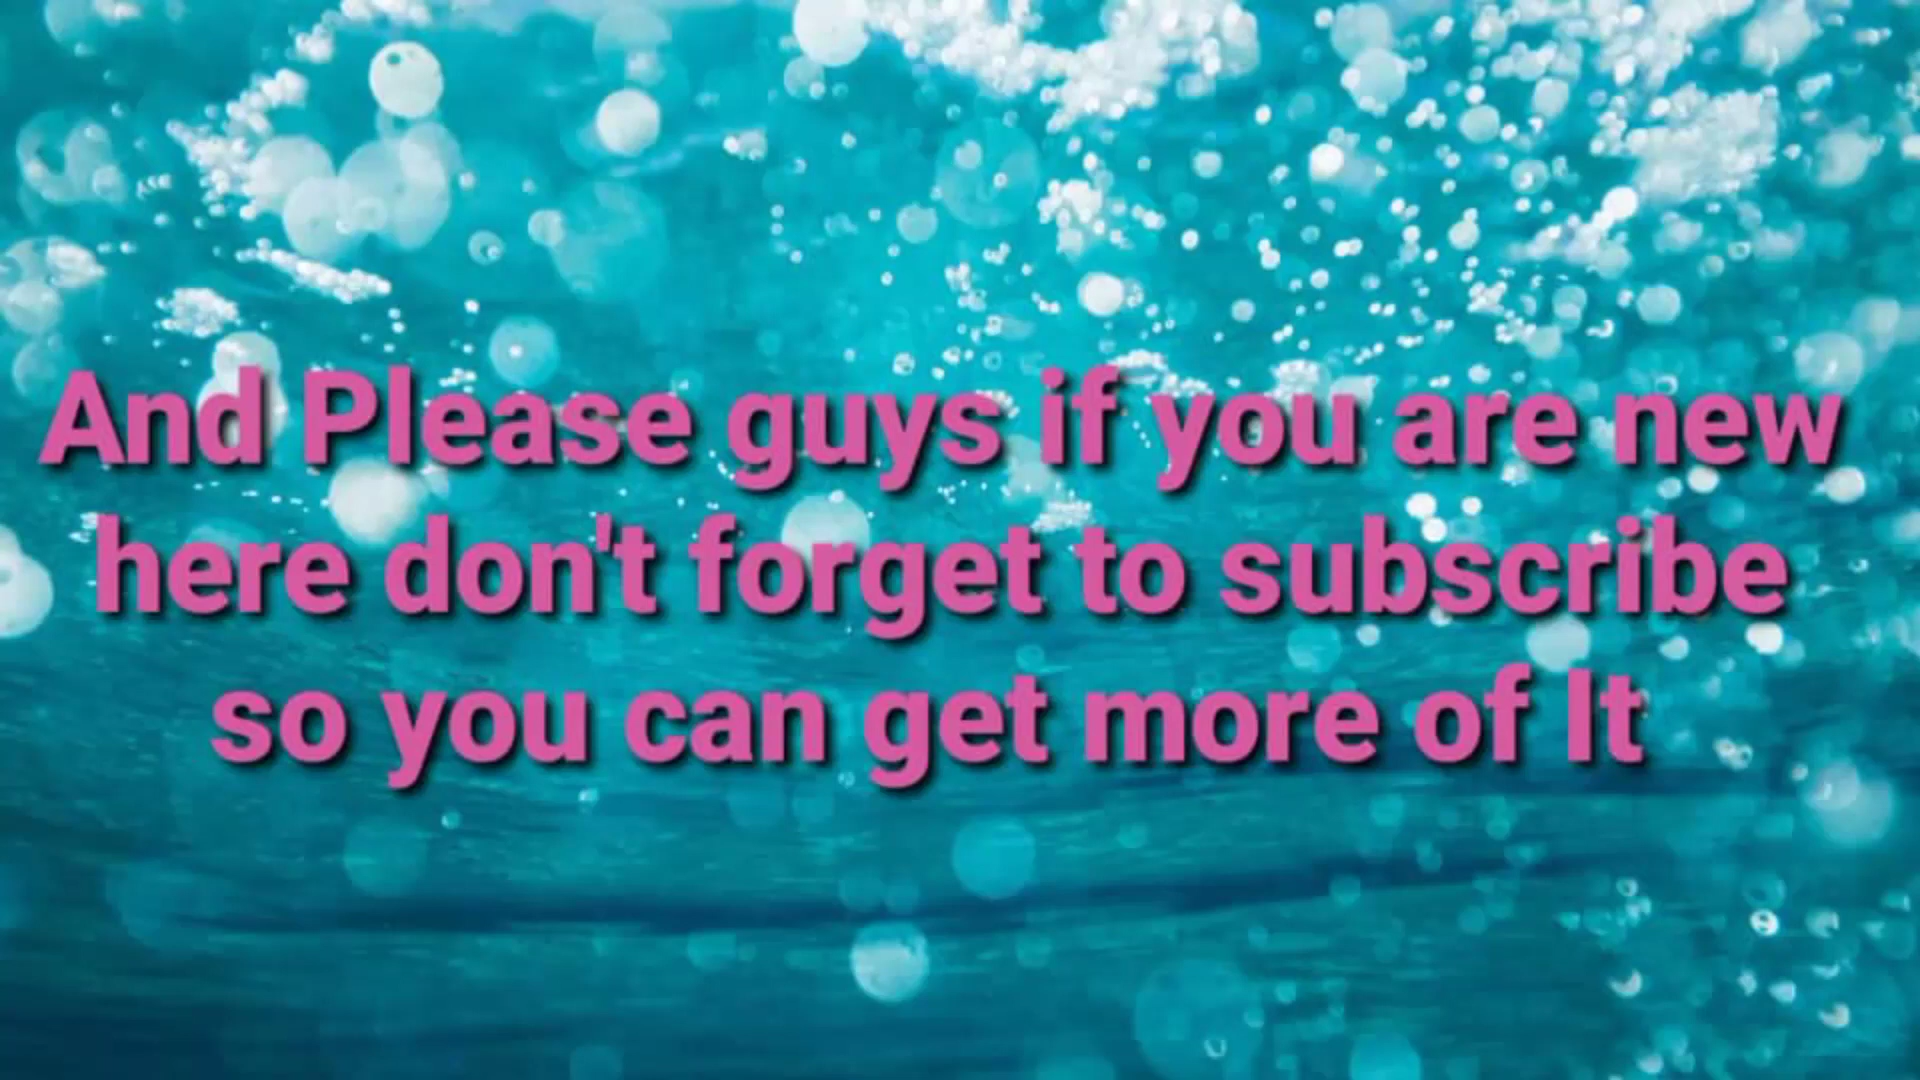 And Please guys if you are new
here don't forget to subscribe
so you can get more of It